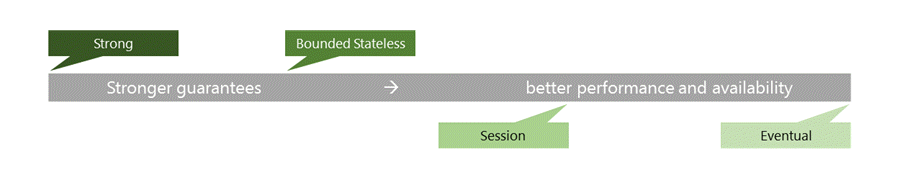 Strong
Bounded Stateless
Stronger guarantees → better performance and availability
Session
Eventual